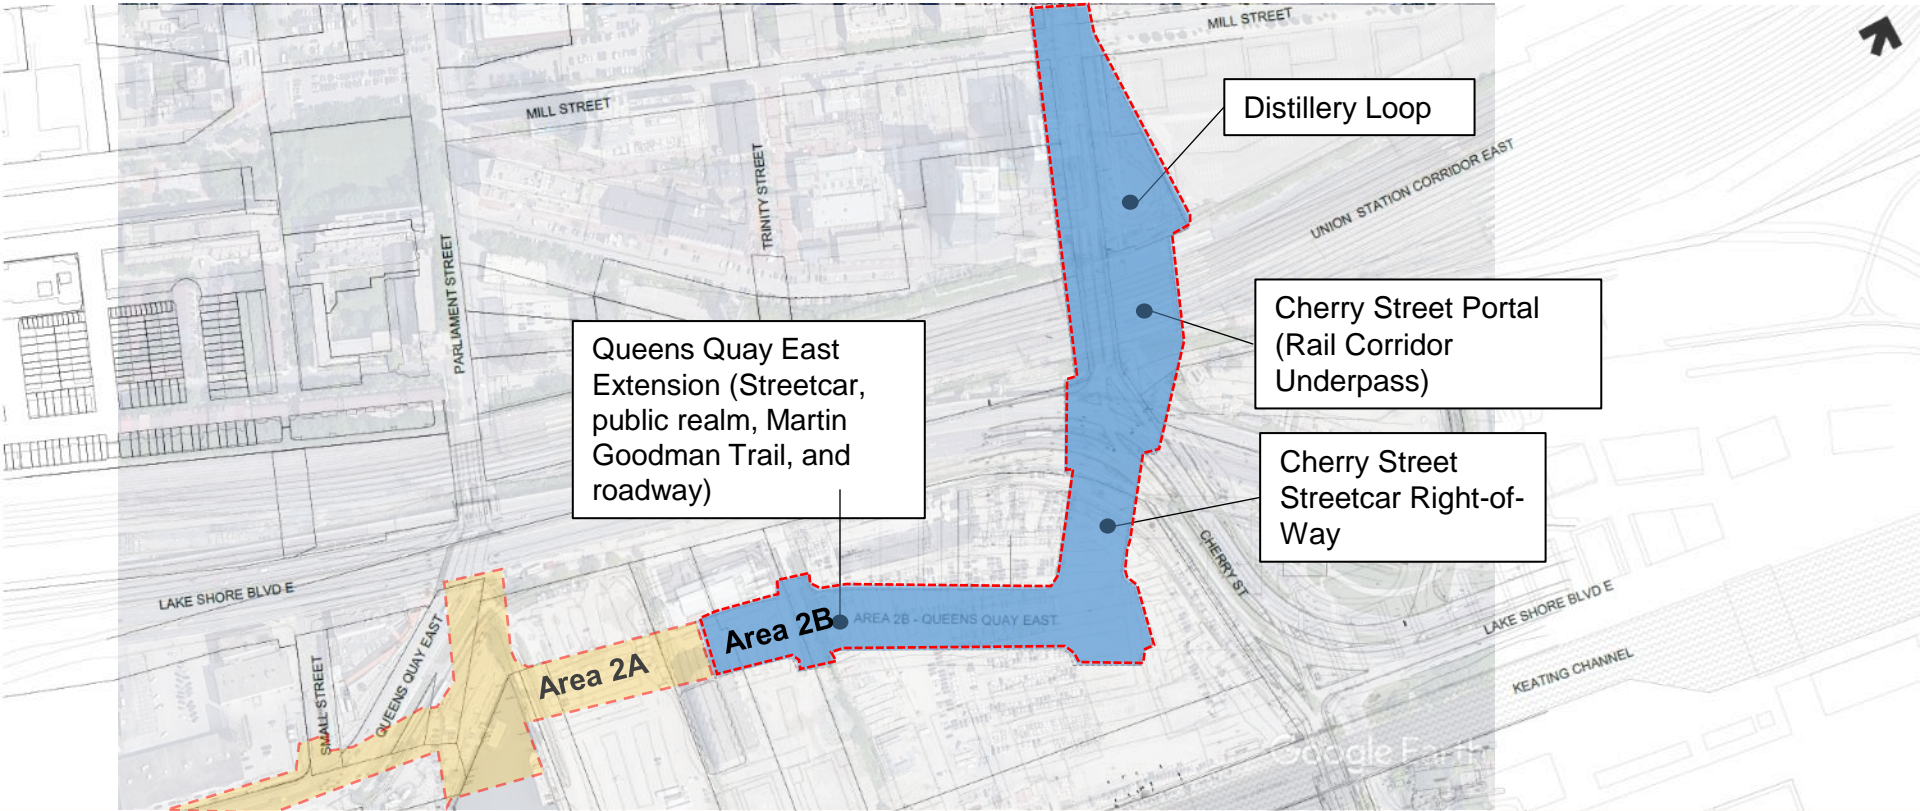 MILL STREET
MILL STREET
Distillery Loop
TRINITY STREET
UNION STATION CORRIDOR EAST
PARLIAMENT STREET
Cherry Street Portal
(Rail Corridor
Underpass)
Queens Quay East
Extension (Streetcar,
public realm, Martin
Goodman Trail, and
roadway)
Cherry Street
Streetcar Right-of-
Way
CHERRY ST
LAKE SHORE BLVD E
LAKE SHORE BLVD E
Area 2B
AREA 2B - QUEENS QUAY EAST
Area 2A
QUEENS QUAY EAST
SMALL STREET
KEATING CHANNEL
Google Earth